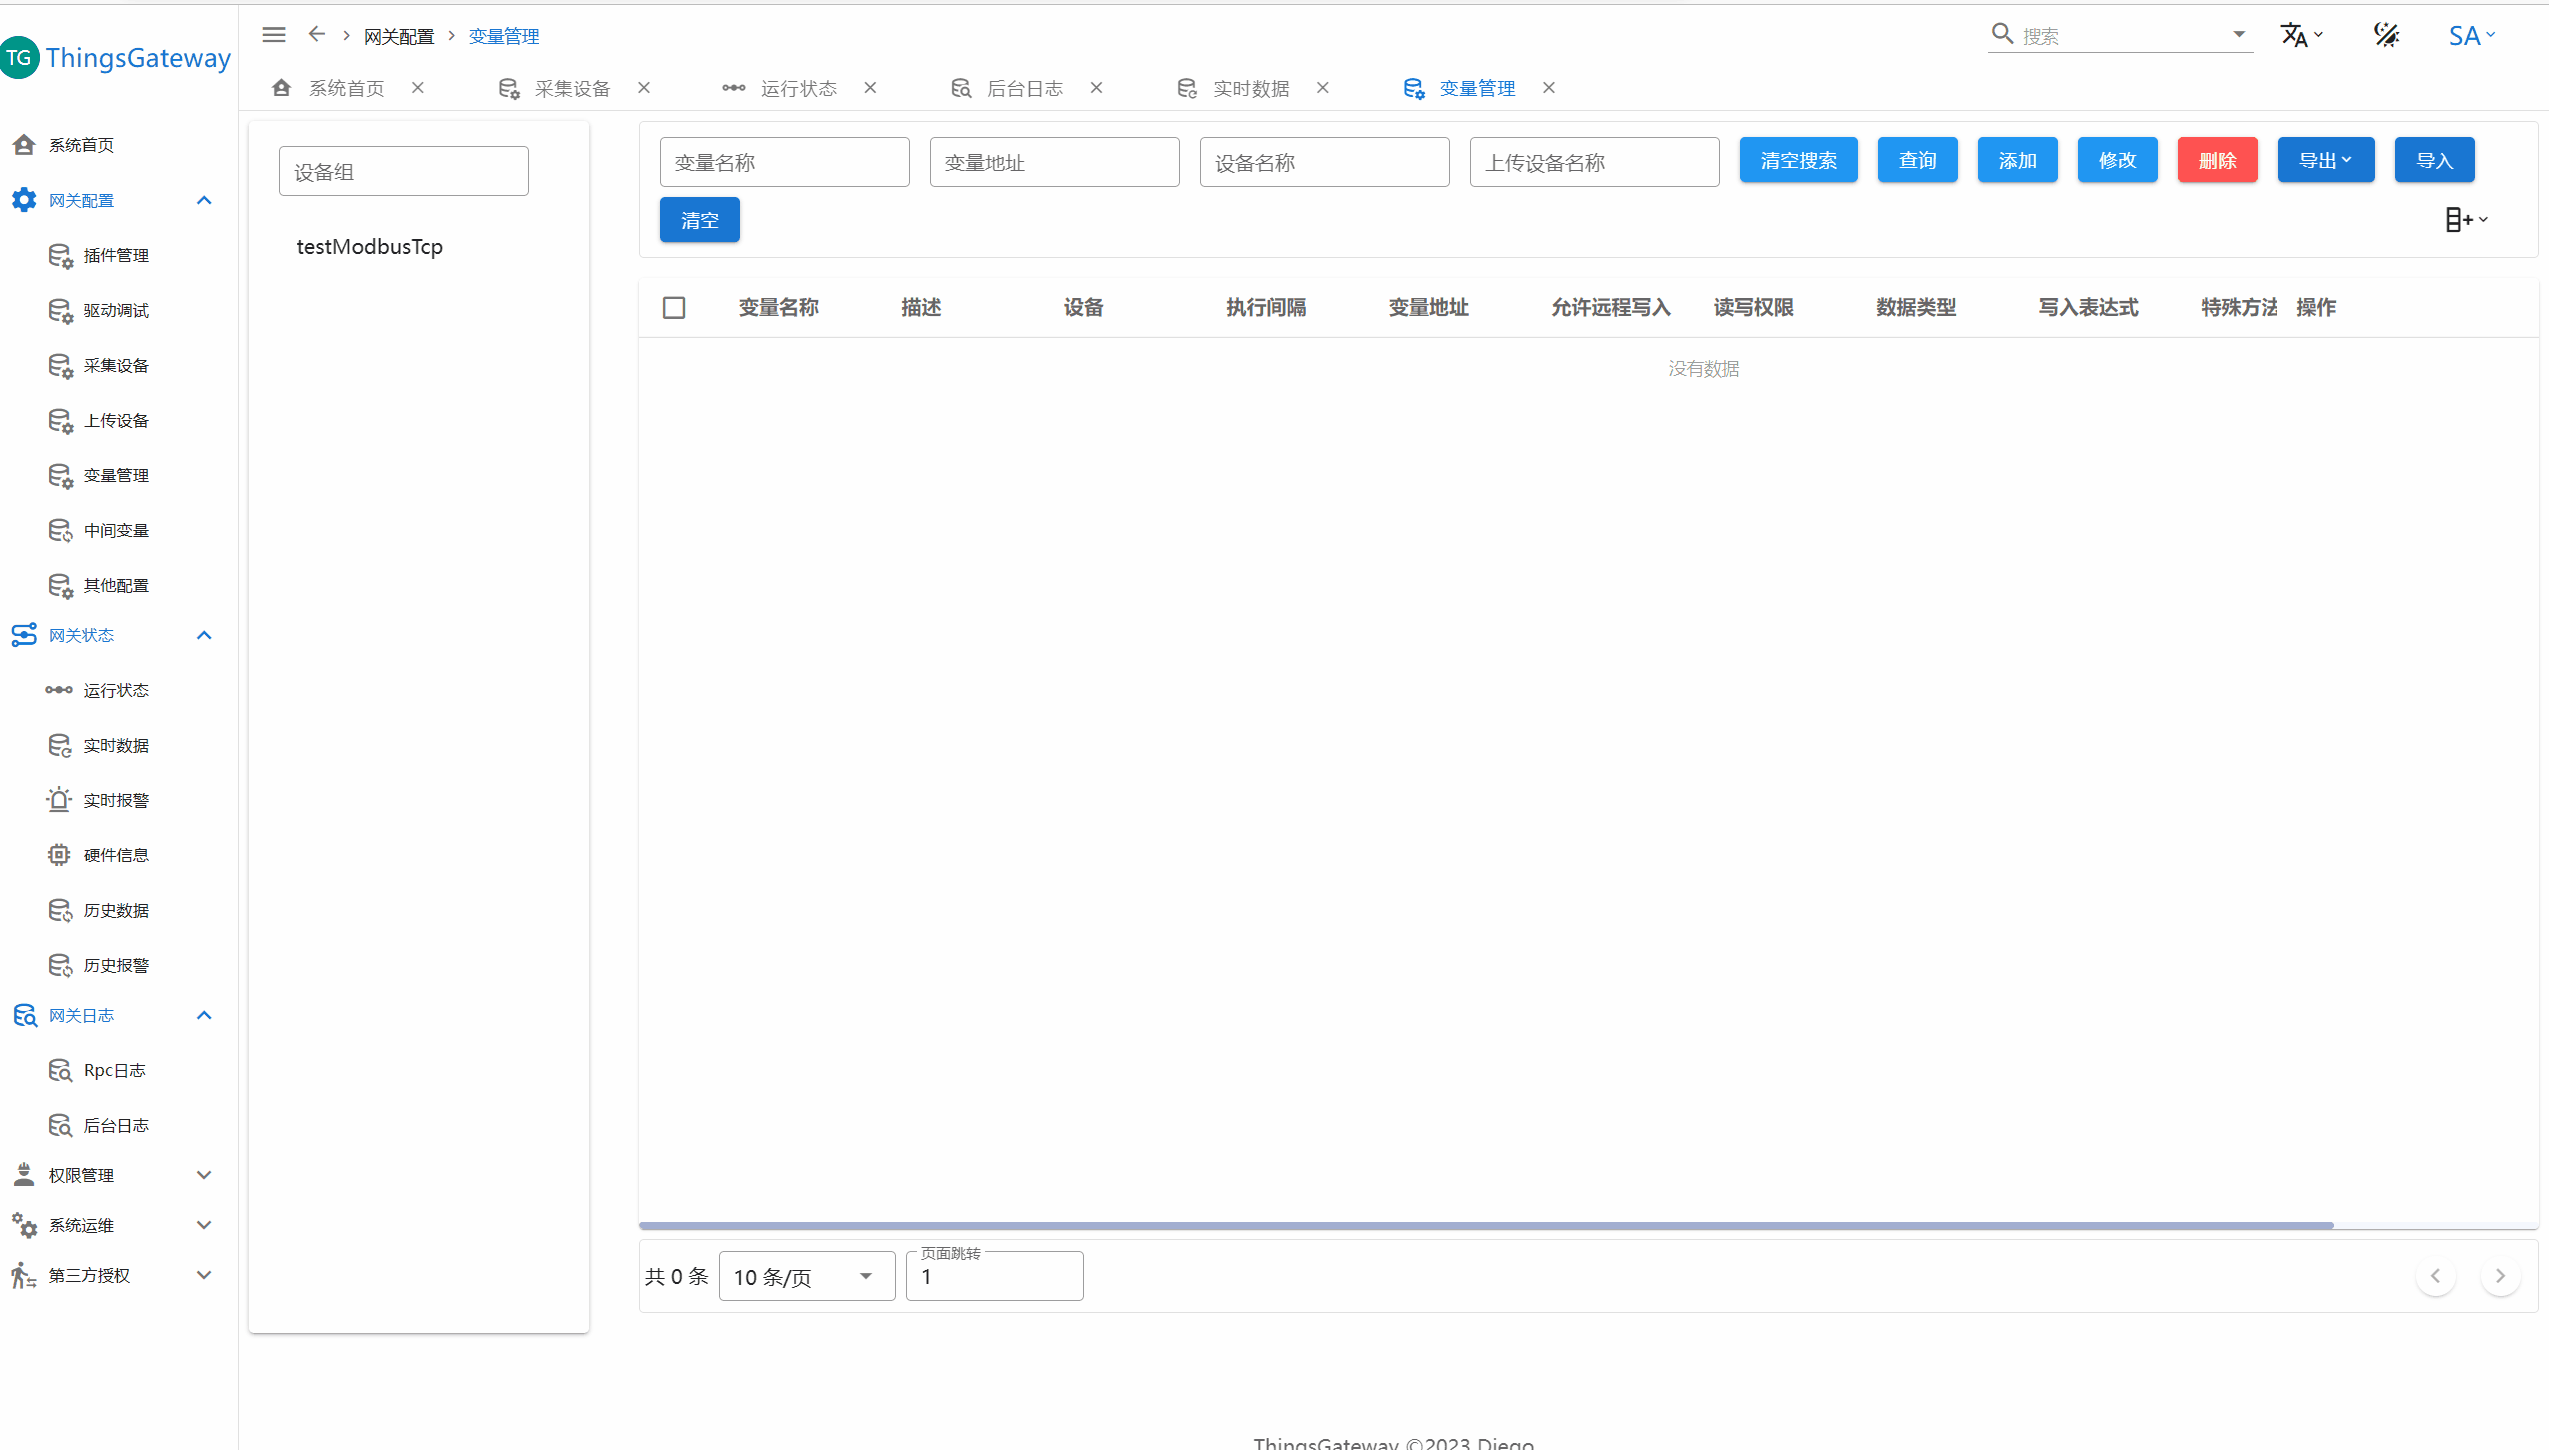 TG ThingsGateway
系统首页
网关配置
插件管理
驱动调试
采集设备
上传设备
变量管理
中间变量
其他配置
网关状态
运行状态
实时数据
实时报警
硬件信息
历史数据
历史报警
网关日志
Rpc日志
后台日志
权限管理
系统运维
第三方授权
网关配置 变量管理
搜索
SA
系统首页 采集设备 运行状态 后台日志 实时数据 变量管理
设备组
testModbusTcp
变量名称 变量地址 设备名称 上传设备名称 清空搜索 查询 添加 修改 删除 导出 导入
清空
变量名称 描述 设备 执行间隔 变量地址 允许远程写入 读写权限 数据类型 写入表达式 特殊方法 操作
没有数据
页面跳转
共 0 条 10 条/页 1
ThingsGateway ©2023 Diego